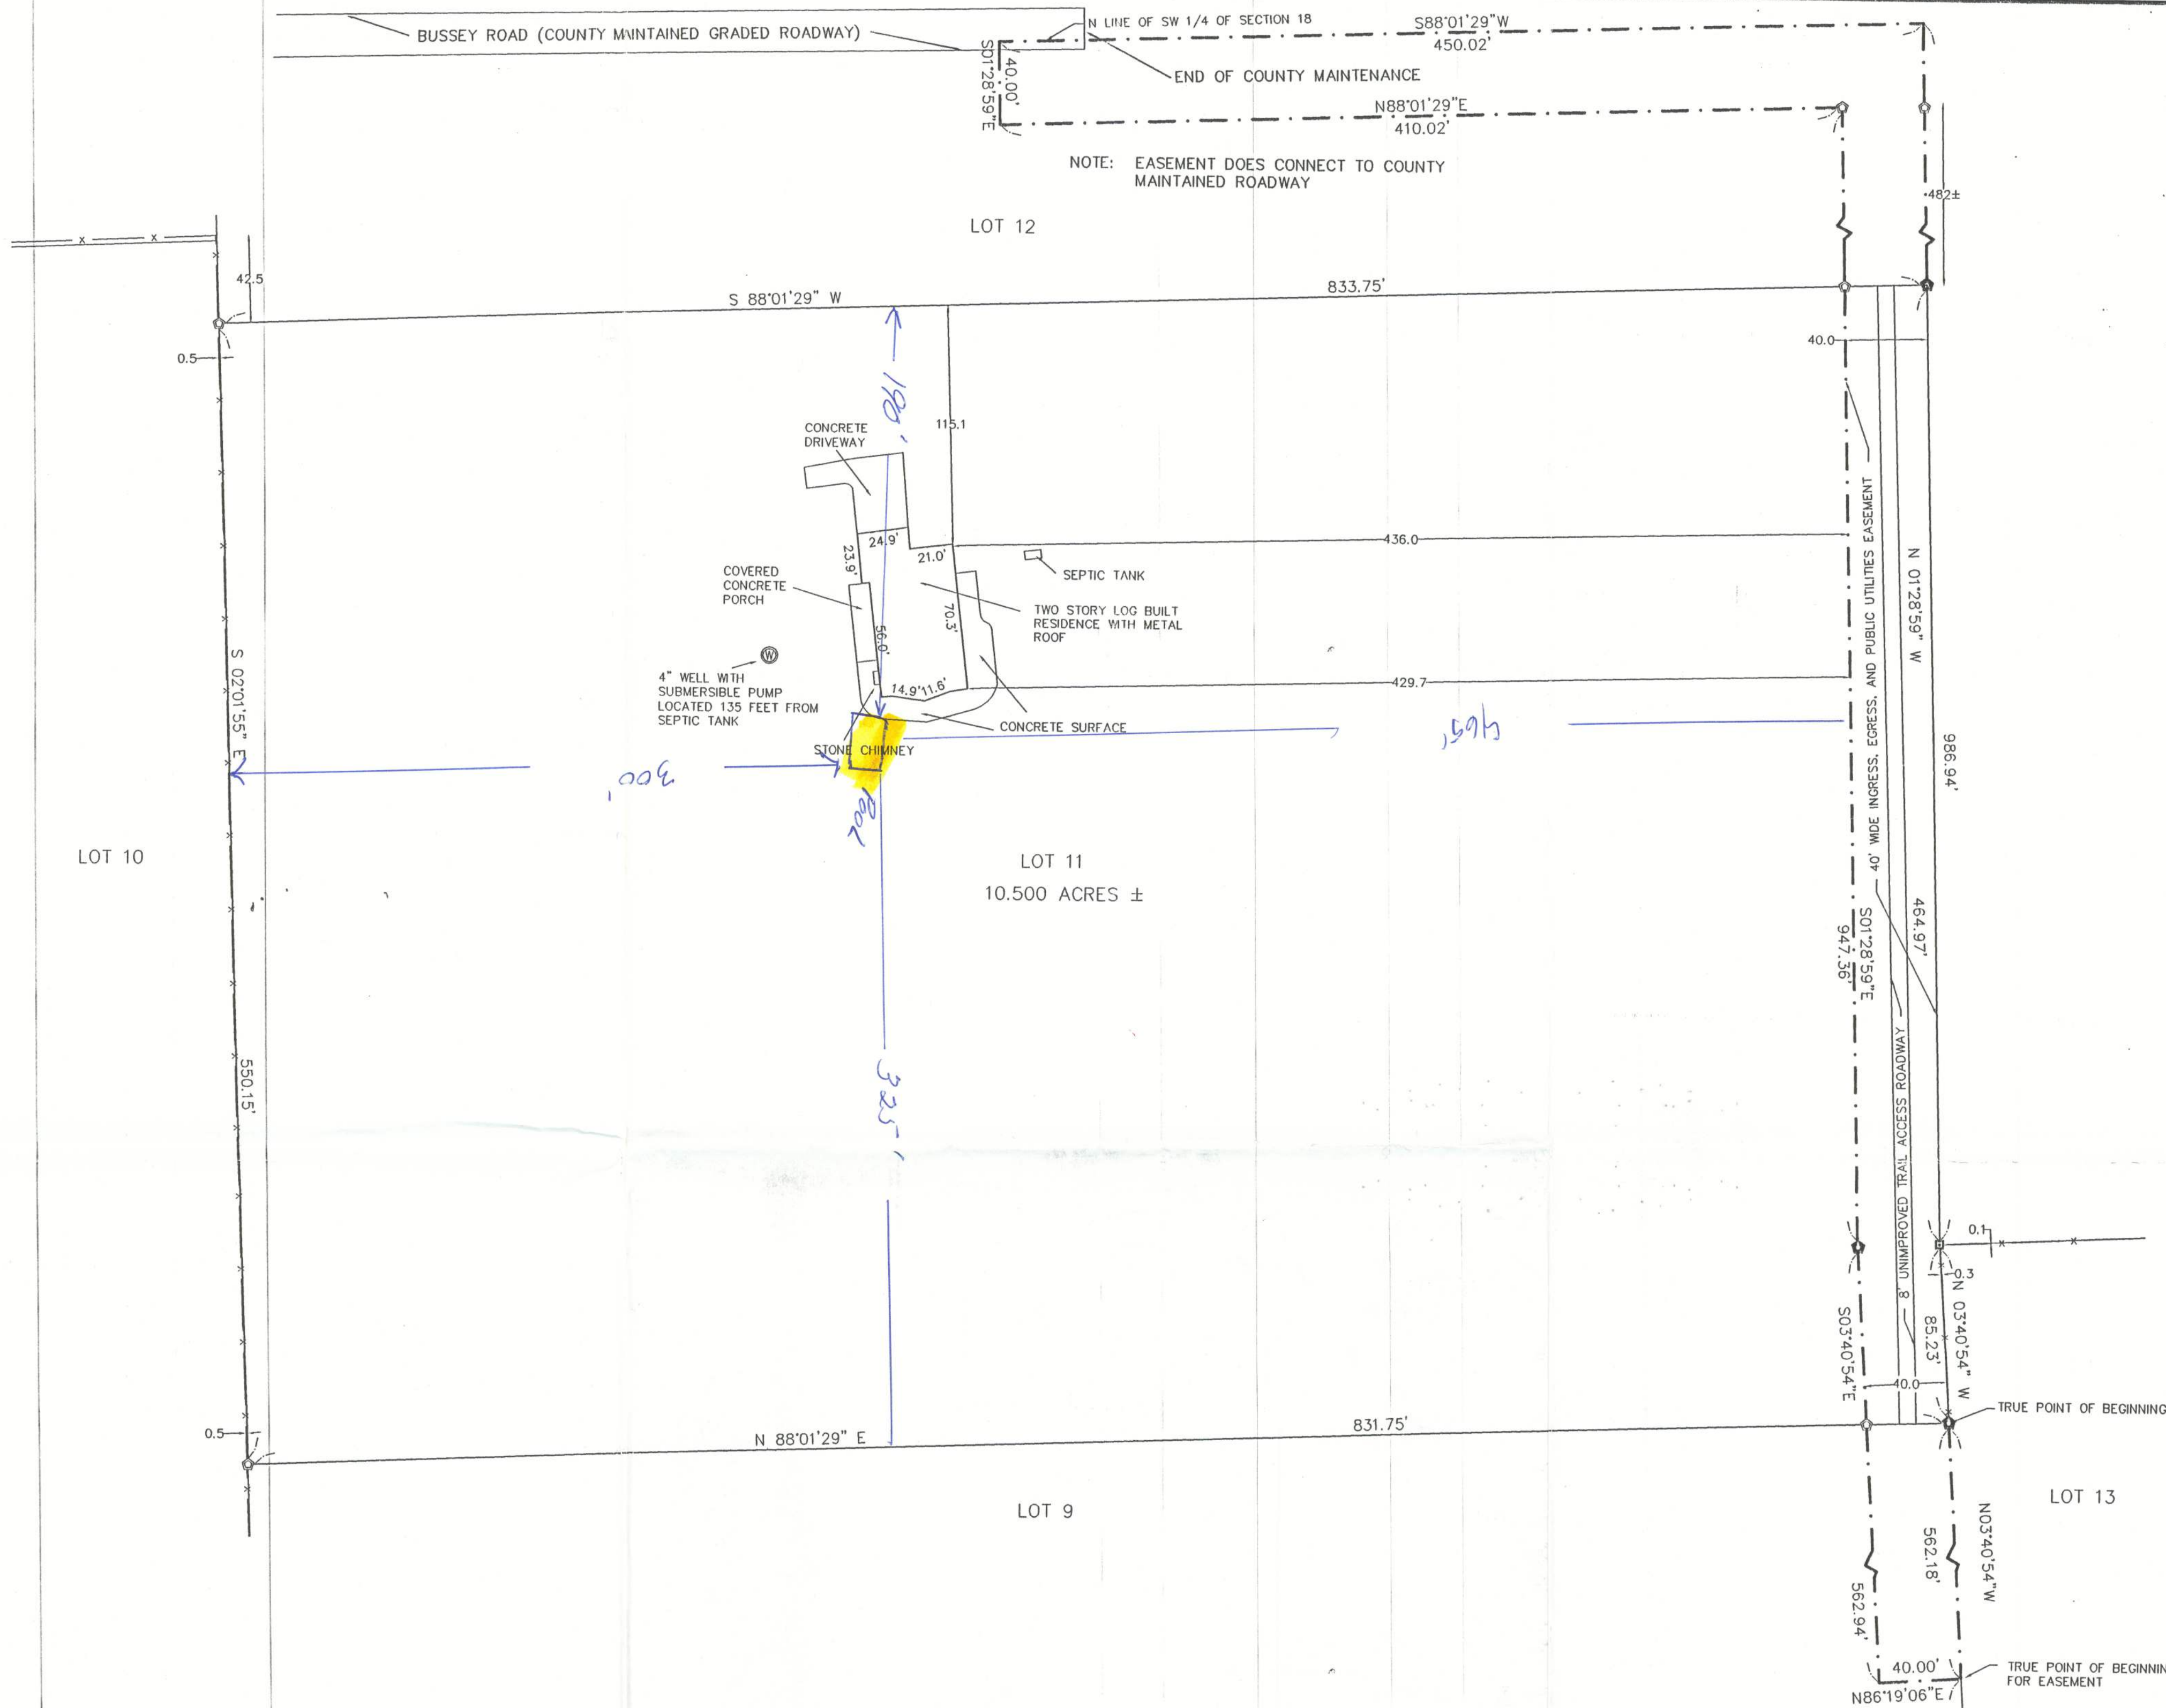 BUSSEY ROAD (COUNTY MAINTAINED GRADED ROADWAY)
N LINE OF SW 1/4 OF SECTION 18
S88°01'29"W
450.02'
END OF COUNTY MAINTENANCE
S01°28'59"E
40.00'
N88°01'29"E
410.02'
NOTE: EASEMENT DOES CONNECT TO COUNTY
MAINTAINED ROADWAY
482±
LOT 12
42.5
S 88°01'29" W
833.75'
0.5
40.0
190'
115.1
CONCRETE
DRIVEWAY
24.9'
21.0'
436.0
23.9'
SEPTIC TANK
COVERED
CONCRETE
PORCH
TWO STORY LOG BUILT
RESIDENCE WITH METAL
ROOF
70.3'
56.0'
W
4" WELL WITH
SUBMERSIBLE PUMP
LOCATED 135 FEET FROM
SEPTIC TANK
14.9'
11.6'
429.7
CONCRETE SURFACE
STONE CHIMNEY
465'
300'
POOL
S 02°01'55" E
550.15'
LOT 10
LOT 11
10.500 ACRES ±
325'
40' WIDE INGRESS, EGRESS, AND PUBLIC UTILITIES EASEMENT
N 01°28'59" W
986.94'
464.97'
S01°28'59"E
947.36'
8' UNIMPROVED TRAIL ACCESS ROADWAY
0.1
0.3
N 03°40'54" W
85.23'
S03°40'54"E
40.0
TRUE POINT OF BEGINNING
0.5
N 88°01'29" E
831.75'
LOT 9
LOT 13
N03°40'54"W
562.18'
562.94'
40.00'
N86°19'06"E
TRUE POINT OF BEGINNIN
FOR EASEMENT